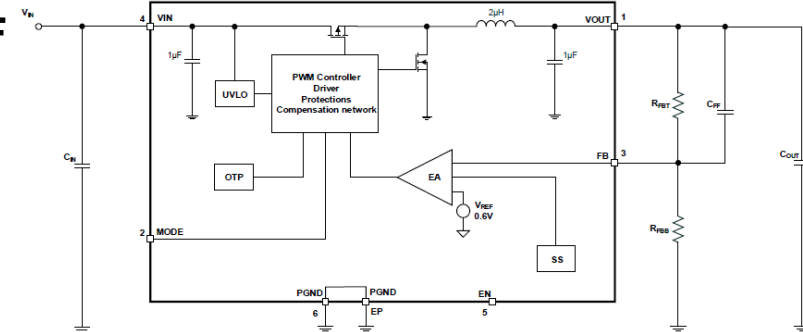 VIN
4
VIN
2µH
VOUT
1
1µF
1µF
PWM Controller
Driver
Protections
Compensation network
UVLO
RFBT
CFF
CIN
OTP
EA
FB
3
COUT
VREF
0.6V
RFBB
2
MODE
SS
PGND
PGND
EN
6
EP
5